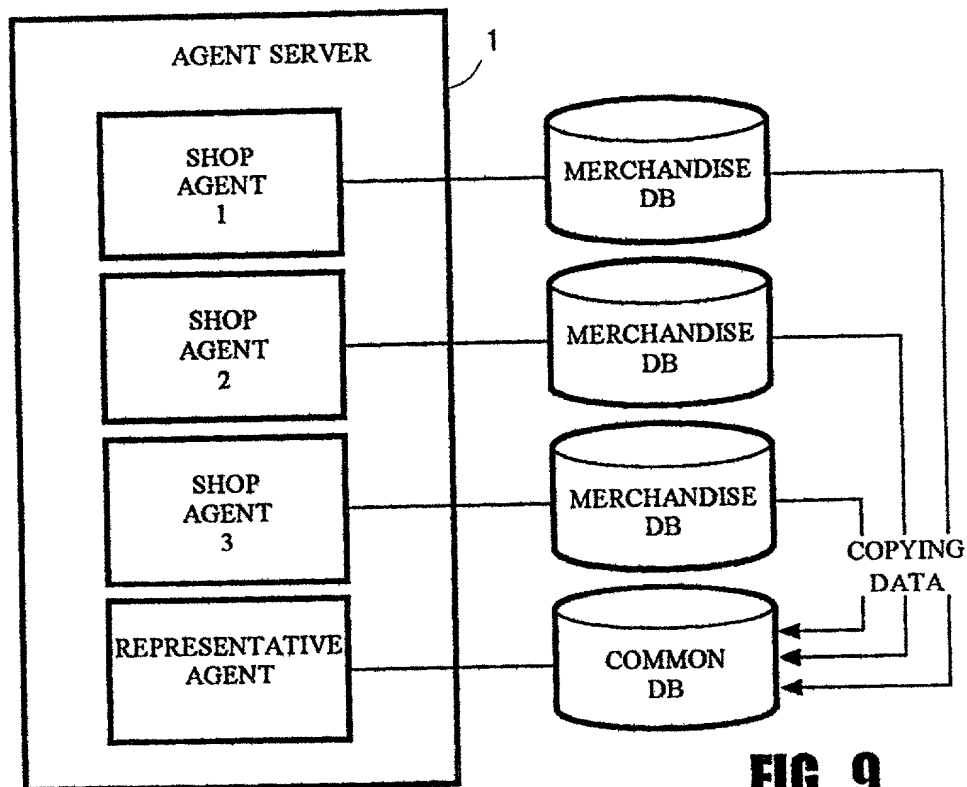 AGENT SERVER
1
SHOP
AGENT
1
MERCHANDISE
DB
SHOP
AGENT
2
MERCHANDISE
DB
SHOP
AGENT
3
MERCHANDISE
DB
COPYING
DATA
REPRESENTATIVE
AGENT
COMMON
DB
FIG. 9